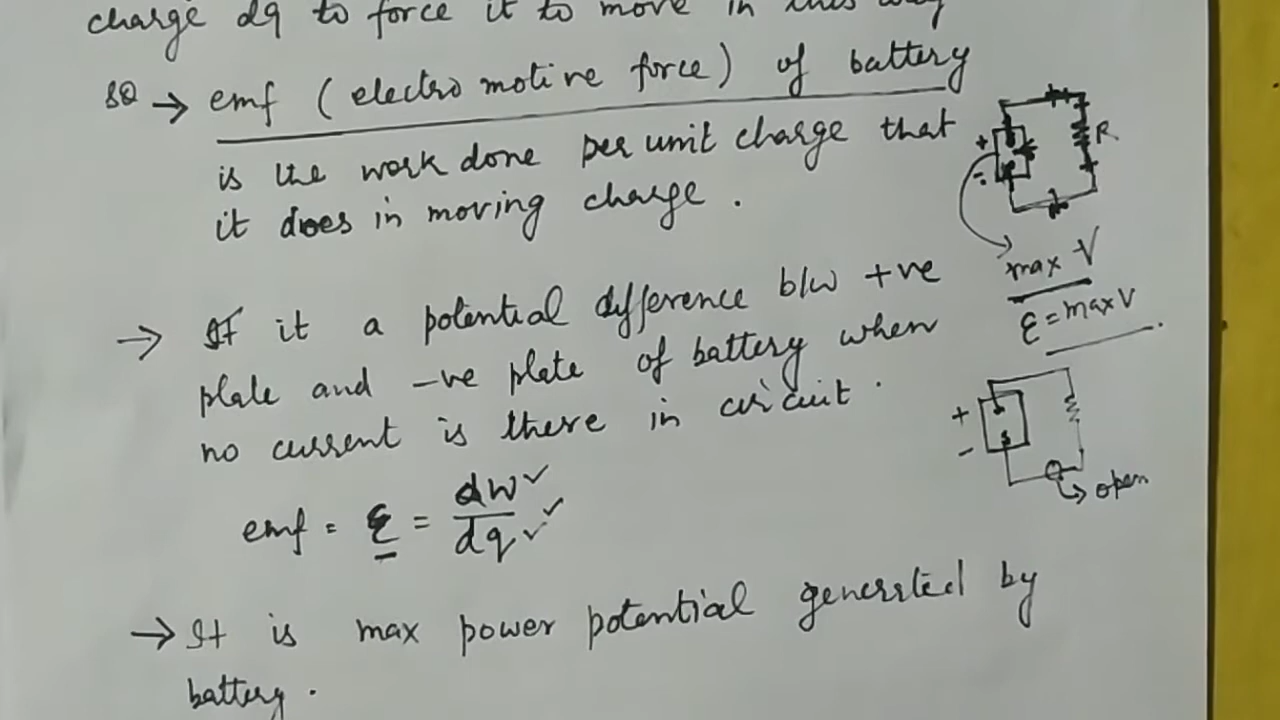 charge dq to force it to move in this way
so → emf (electro motive force) of battery
is the work done per unit charge that
it does in moving charge .
→ It it a potential difference b/w +ve
plate and -ve plate of battery when
no current is there in circuit .
emf = ε = dw/dq
→ It is max power potential generated by
battery .
+
-
R
max V
ε = max V
+
-
→ open